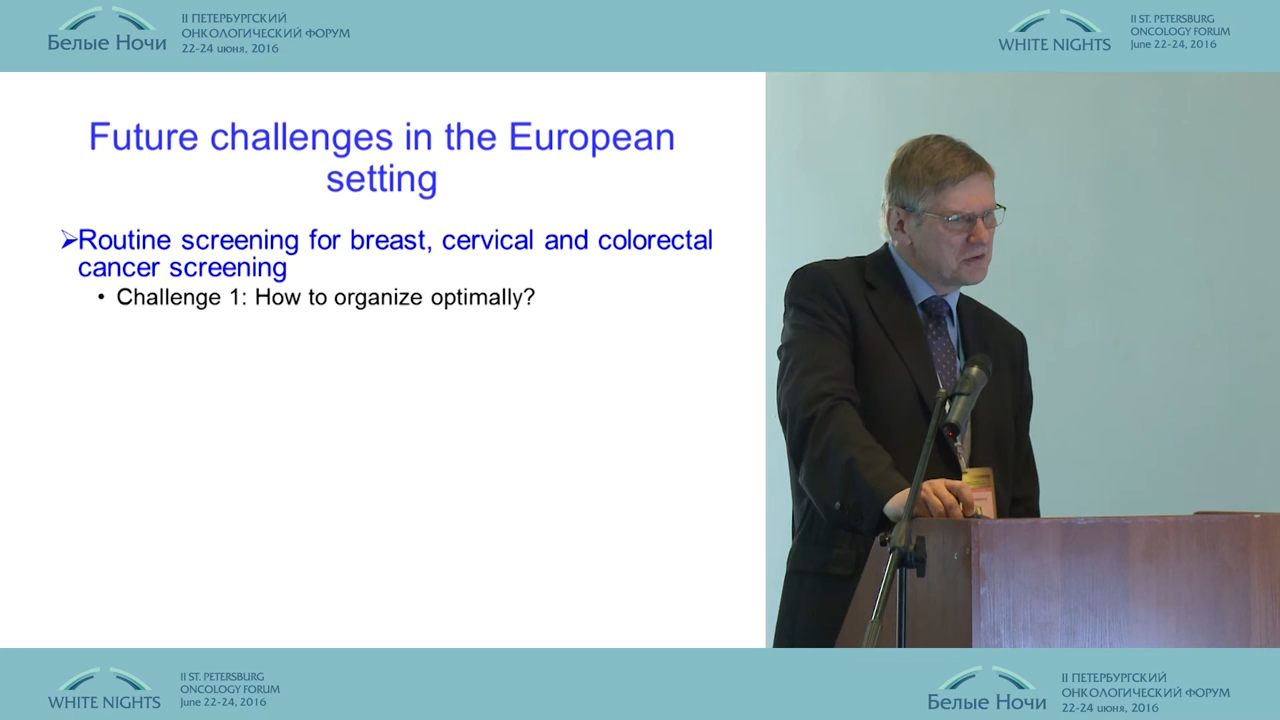 Белые Ночи
II ПЕТЕРБУРГСКИЙ
ОНКОЛОГИЧЕСКИЙ ФОРУМ
22-24 июня, 2016
WHITE NIGHTS
II ST. PETERSBURG
ONCOLOGY FORUM
June 22-24, 2016
Future challenges in the European
setting
➢Routine screening for breast, cervical and colorectal
cancer screening
• Challenge 1: How to organize optimally?
WHITE NIGHTS
II ST. PETERSBURG
ONCOLOGY FORUM
June 22-24, 2016
Белые Ночи
II ПЕТЕРБУРГСКИЙ
ОНКОЛОГИЧЕСКИЙ ФОРУМ
22-24 июня, 2016